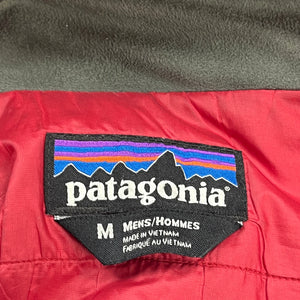 patagonia®
M MENS/HOMMES
MADE IN VIETNAM
FABRIQUÉ AU VIETNAM